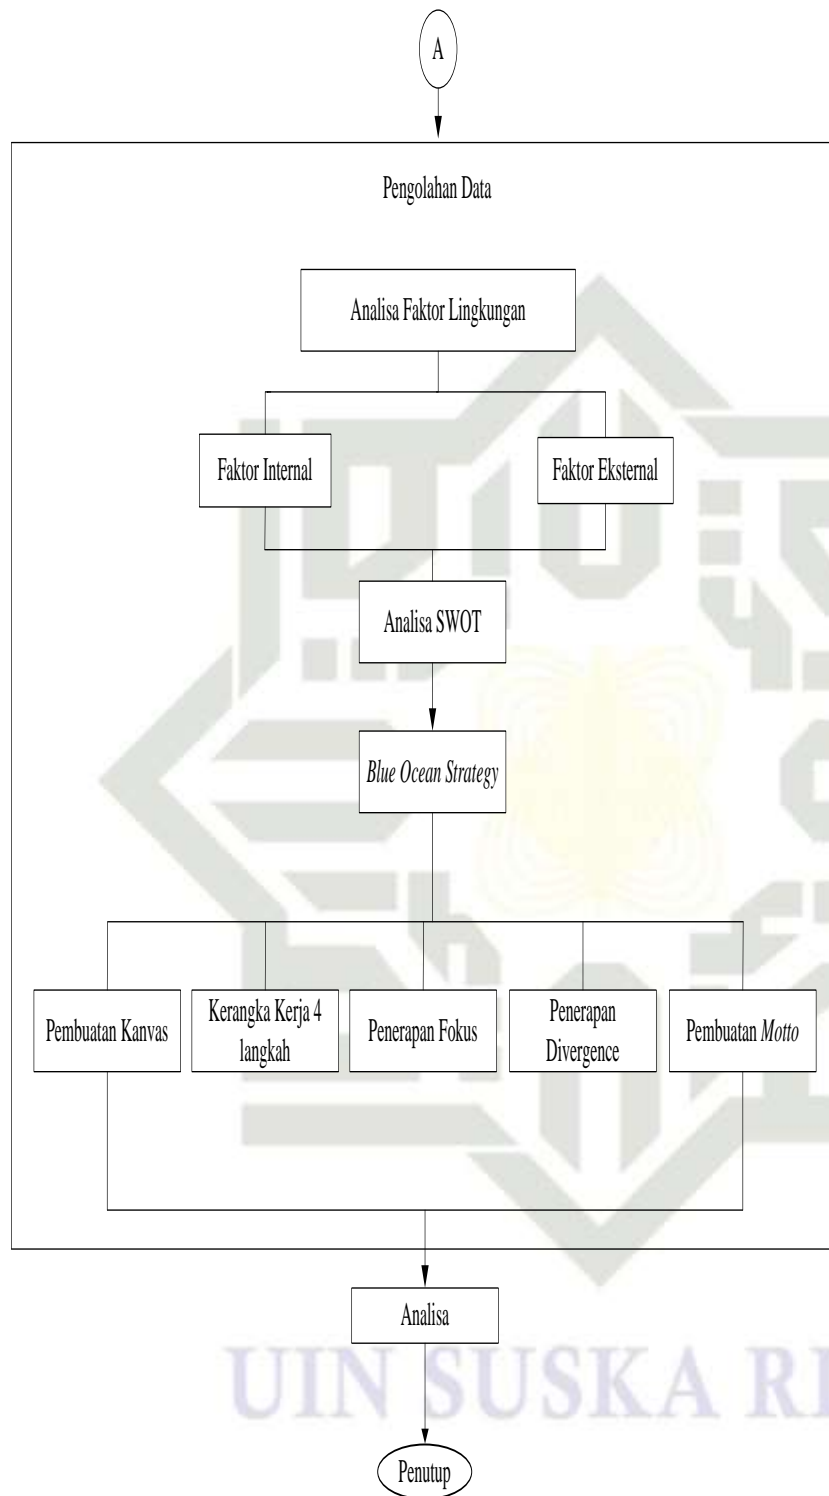 A
Pengolahan Data
Analisa Faktor Lingkungan
Faktor Internal
Faktor Eksternal
Analisa SWOT
Blue Ocean Strategy
Pembuatan Kanvas
Kerangka Kerja 4
langkah
Penerapan Fokus
Penerapan
Divergence
Pembuatan Motto
Analisa
UIN SUSKA
Penutup